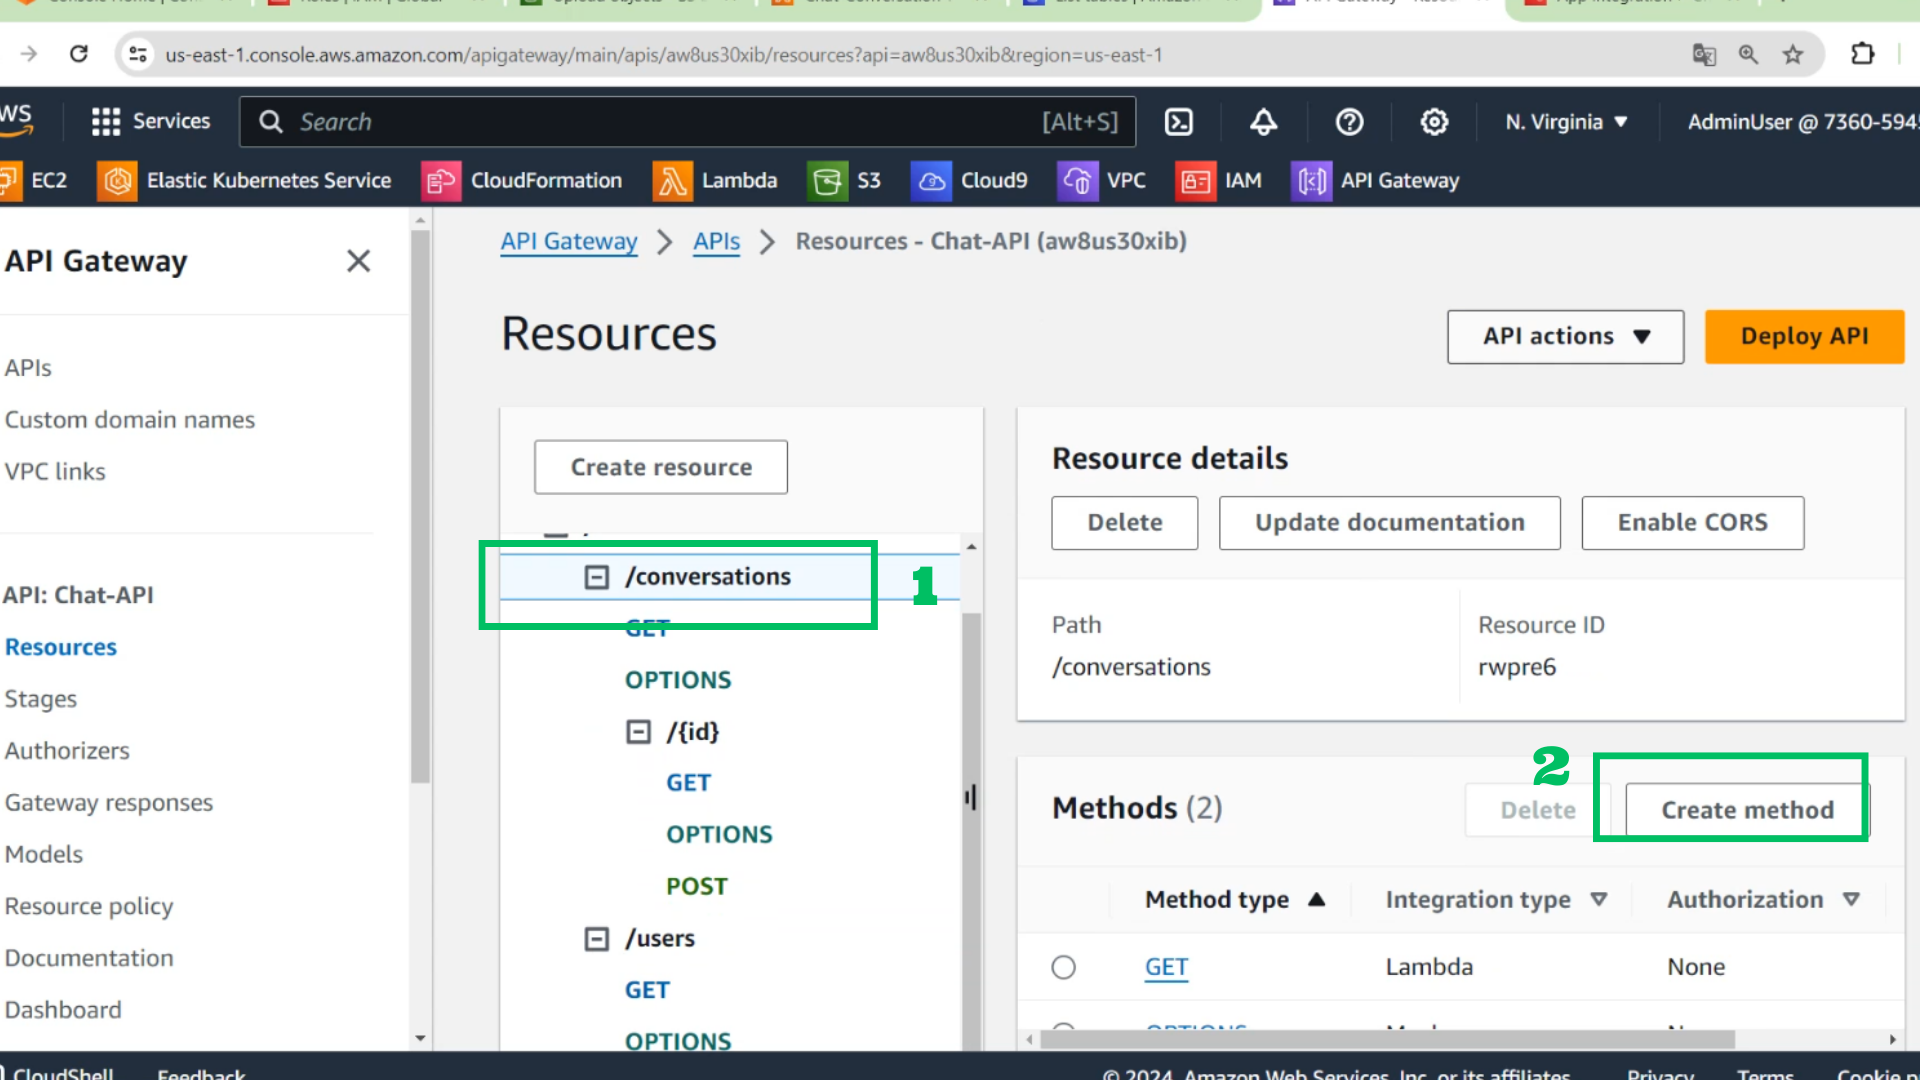 us-east-1.console.aws.amazon.com/apigateway/main/apis/aw8us30xib/resources?api=aw8us30xib&region=us-east-1
Services
Search
[Alt+S]
N. Virginia
AdminUser @ 7360-594
EC2
Elastic Kubernetes Service
CloudFormation
Lambda
S3
Cloud9
VPC
IAM
API Gateway
API Gateway
APIs
Custom domain names
VPC links
API: Chat-API
Resources
Stages
Authorizers
Gateway responses
Models
Resource policy
Documentation
Dashboard
API Gateway
APIs
Resources - Chat-API (aw8us30xib)
Resources
API actions
Deploy API
Create resource
/conversations
1
GET
OPTIONS
/{id}
GET
OPTIONS
POST
/users
GET
OPTIONS
Resource details
Delete
Update documentation
Enable CORS
Path
/conversations
Resource ID
rwpre6
2
Methods (2)
Delete
Create method
Method type
Integration type
Authorization
GET
Lambda
None
OPTIONS
CloudShell
Feedback
© 2024, Amazon Web Services, Inc. or its affiliates.
Privacy
Terms
Cookie